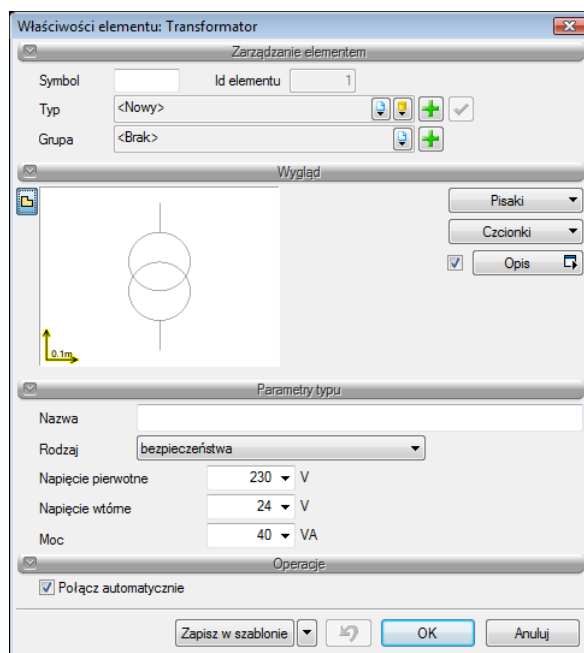 Właściwości elementu: Transformator
Zarządzanie elementem
Symbol Id elementu 1
Typ <Nowy>
Grupa <Brak>
Wygląd
Pisaki
Czcionki
Opis
0.1m
Parametry typu
Nazwa
Rodzaj bezpieczeństwa
Napięcie pierwotne 230 V
Napięcie wtórne 24 V
Moc 40 VA
Operacje
Połącz automatycznie
Zapisz w szablonie OK Anuluj